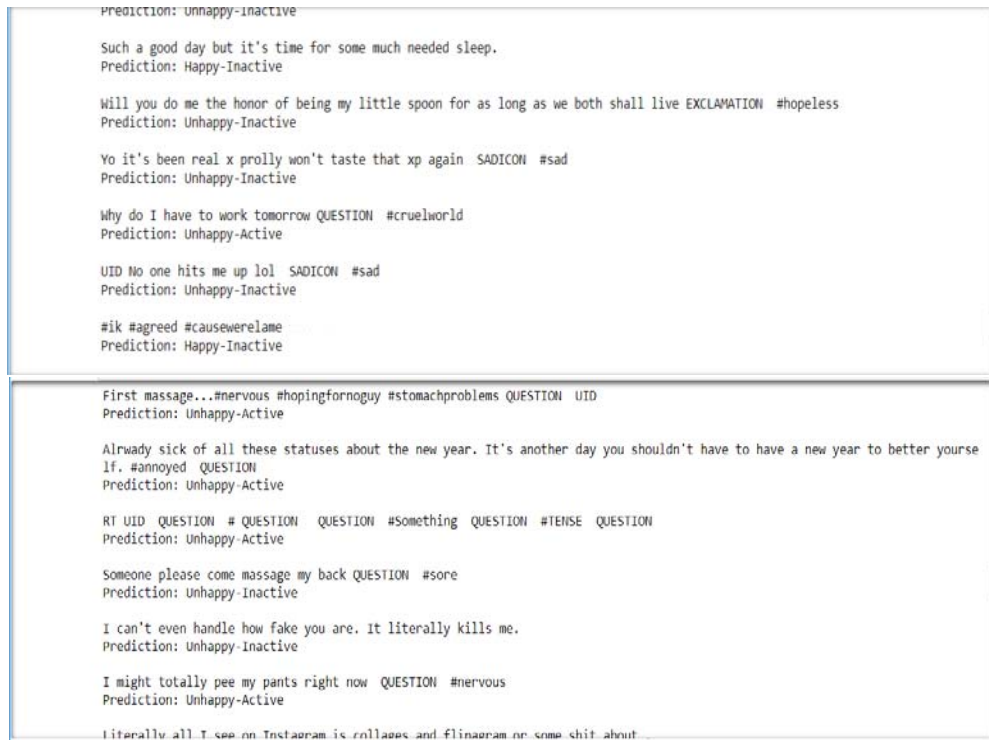 Prediction: Unhappy-Inactive
Such a good day but it's time for some much needed sleep.
Prediction: Happy-Inactive
Will you do me the honor of being my little spoon for as long as we both shall live EXCLAMATION #hopeless
Prediction: Unhappy-Inactive
Yo it's been real x prolly won't taste that xp again SADICON #sad
Prediction: Unhappy-Inactive
Why do I have to work tomorrow QUESTION #cruelworld
Prediction: Unhappy-Active
UID No one hits me up lol SADICON #sad
Prediction: Unhappy-Inactive
#ik #agreed #causewerelame
Prediction: Happy-Inactive
First massage...#nervous #hopingfornoguy #stomachproblems QUESTION UID
Prediction: Unhappy-Active
Alrwady sick of all these statuses about the new year. It's another day you shouldn't have to have a new year to better yourse
lf. #annoyed QUESTION
Prediction: Unhappy-Active
RT UID QUESTION # QUESTION QUESTION #Something QUESTION #TENSE QUESTION
Prediction: Unhappy-Active
Someone please come massage my back QUESTION #sore
Prediction: Unhappy-Inactive
I can't even handle how fake you are. It literally kills me.
Prediction: Unhappy-Inactive
I might totally pee my pants right now QUESTION #nervous
Prediction: Unhappy-Active
Literally all I see on Instagram is collages and flipagram or some shit about .